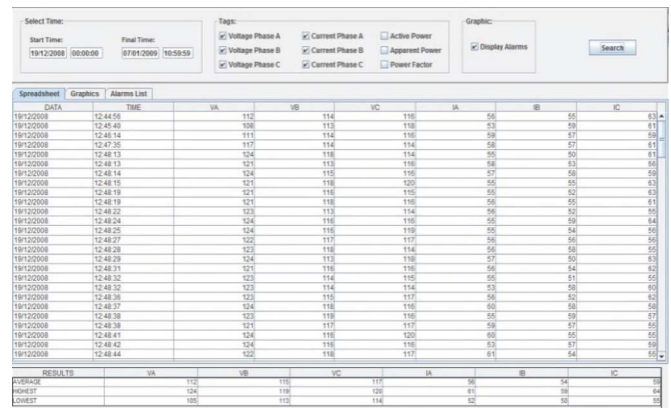 Select Time:
Tags:
Graphic:
Start Time:
Final Time:
Voltage Phase A Current Phase A Active Power
19/12/2008 00:00:00 07/01/2009 10:59:59
Voltage Phase B Current Phase B Apparent Power
Display Alarms
Search
Voltage Phase C Current Phase C Power Factor
Spreadsheet Graphics Alarms List
DATA TIME VA VB VC IA IB IC
19/12/2008 12:44:56 112 114 116 56 55 63
19/12/2008 12:45:40 108 113 118 53 59 61
19/12/2008 12:46:14 111 114 116 59 57 59
19/12/2008 12:47:35 117 114 114 58 57 61
19/12/2008 12:48:13 124 118 114 55 50 61
19/12/2008 12:48:13 121 113 116 58 53 56
19/12/2008 12:48:14 124 115 116 57 58 59
19/12/2008 12:48:15 121 118 120 55 55 63
19/12/2008 12:48:19 121 116 115 55 52 63
19/12/2008 12:48:19 121 118 116 56 55 61
19/12/2008 12:48:22 123 113 114 56 52 55
19/12/2008 12:48:24 124 116 116 55 59 64
19/12/2008 12:48:25 124 116 119 55 54 56
19/12/2008 12:48:27 122 117 117 56 56 56
19/12/2008 12:48:28 123 118 114 56 58 55
19/12/2008 12:48:29 124 113 118 57 50 63
19/12/2008 12:48:31 121 116 116 56 54 62
19/12/2008 12:48:32 123 114 115 55 51 55
19/12/2008 12:48:32 123 114 114 53 58 60
19/12/2008 12:48:36 123 115 117 56 52 62
19/12/2008 12:48:37 124 118 116 60 58 58
19/12/2008 12:48:38 123 119 116 55 59 57
19/12/2008 12:48:38 121 117 117 59 57 55
19/12/2008 12:48:41 124 116 120 60 55 55
19/12/2008 12:48:42 124 116 116 53 57 59
19/12/2008 12:48:44 122 118 117 61 54 55
RESULTS VA VB VC IA IB IC
AVERAGE 112 115 117 56 54 59
HIGHEST 124 119 120 61 59 64
LOWEST 105 113 114 52 50 55